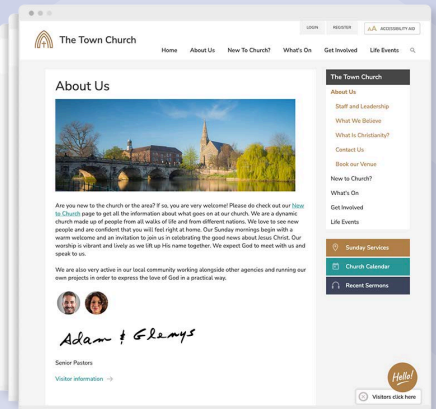 LOGIN REGISTER AA ACCESSIBILITY AID
The Town Church
Home About Us New To Church? What's On Get Involved Life Events
About Us
Are you new to the church or the area? If so, you are very welcome! Please do check out our New
to Church page to get all the information about what goes on at our church. We are a dynamic
church made up of people from all walks of life and from different nations. We love to see new
people and are confident that you will feel right at home. Our Sunday mornings begin with a
warm welcome and an invitation to join us in celebrating the good news about Jesus Christ. Our
worship is vibrant and lively as we lift up His name together. We expect God to meet with us and
speak to us.
We are also very active in our local community working alongside other agencies and running our
own projects in order to express the love of God in a practical way.
Adam & Glenys
Senior Pastors
Visitor information →
The Town Church
About Us
Staff and Leadership
What We Believe
What Is Christianity?
Contact Us
Book our Venue
New to Church?
What's On
Get Involved
Life Events
Sunday Services
Church Calendar
Recent Sermons
Hello!
Visitors click here